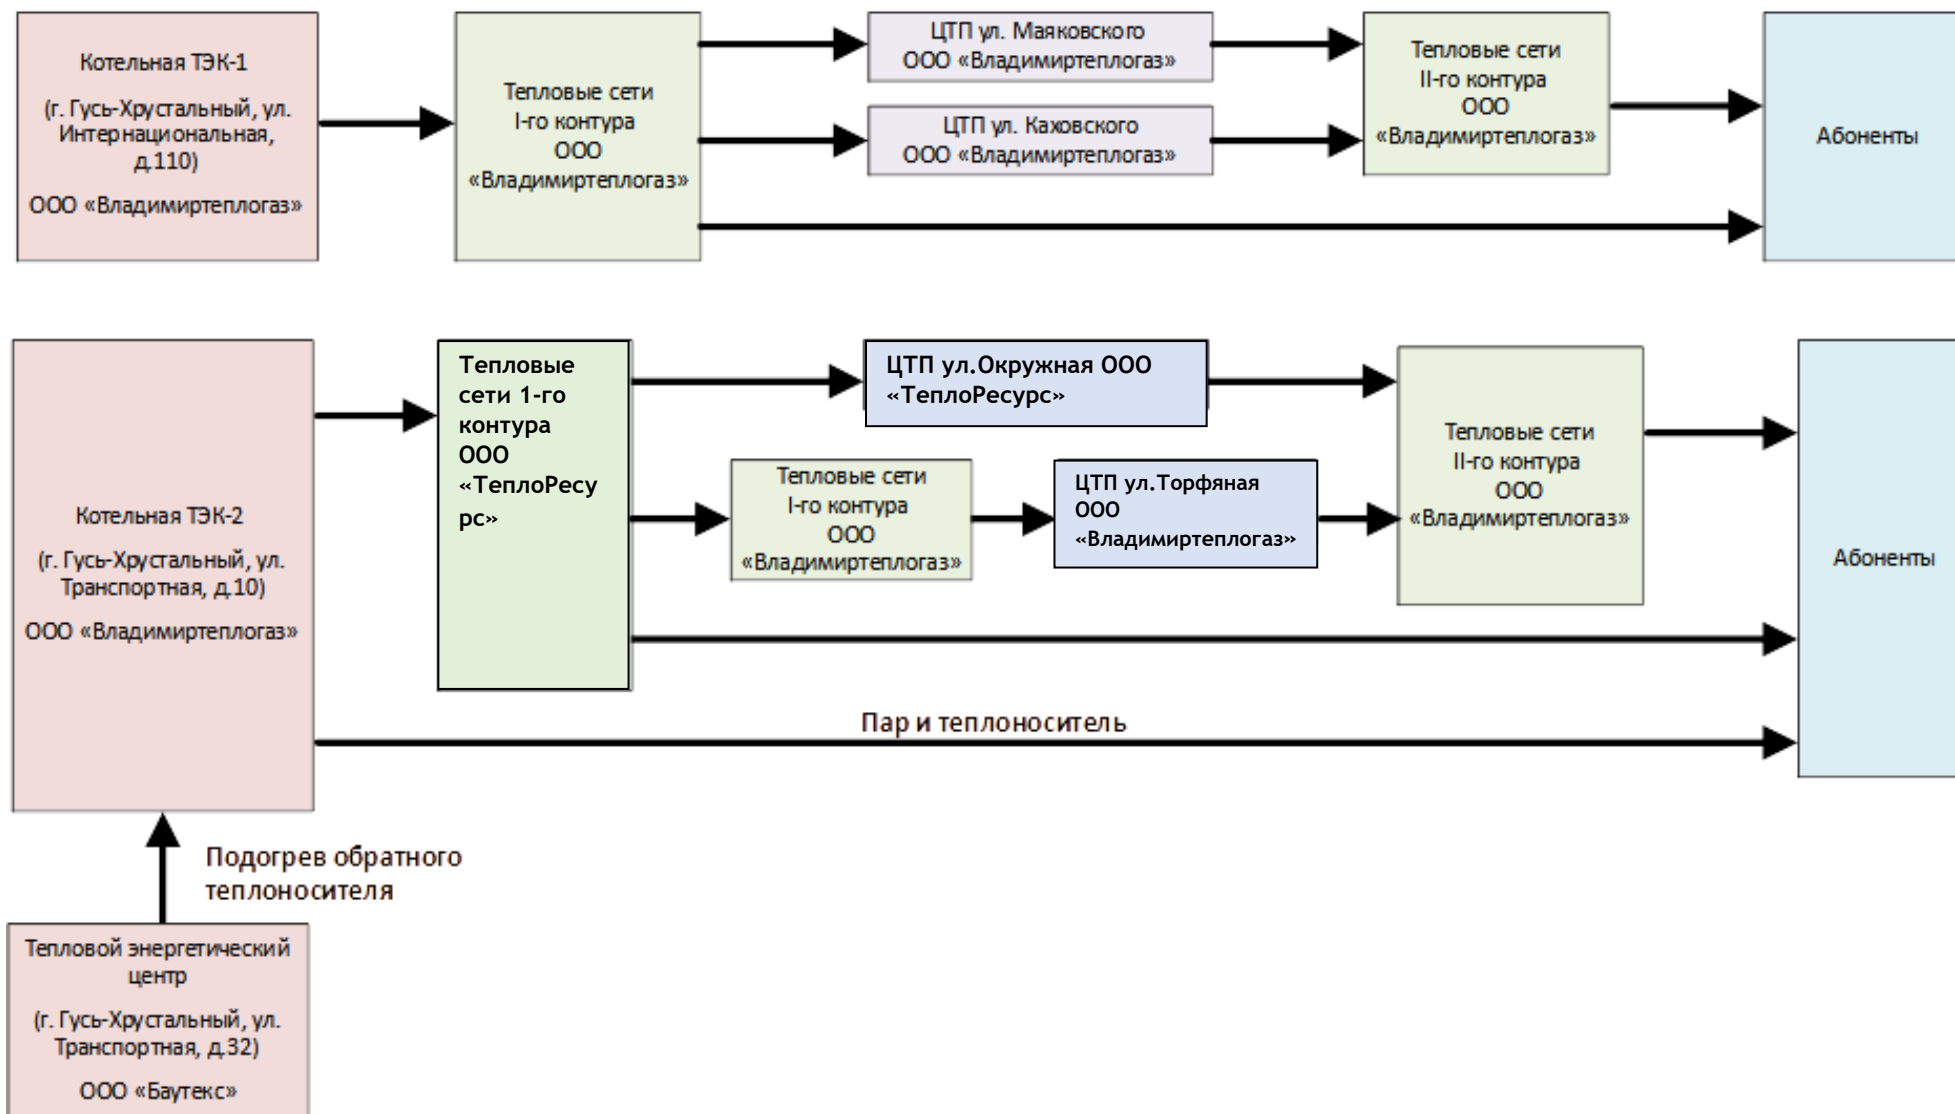 Котельная ТЭК-1
(г. Гусь-Хрустальный, ул.
Интернациональная,
д.110)
ООО «Владимиртеплогаз»
Тепловые сети
I-го контура
ООО
«Владимиртеплогаз»
ЦТП ул. Маяковского
ООО «Владимиртеплогаз»
ЦТП ул. Каховского
ООО «Владимиртеплогаз»
Тепловые сети
II-го контура
ООО
«Владимиртеплогаз»
Абоненты
Котельная ТЭК-2
(г. Гусь-Хрустальный, ул.
Транспортная, д.10)
ООО «Владимиртеплогаз»
Тепловые
сети 1-го
контура
ООО
«ТеплоРесу
рс»
ЦТП ул.Окружная ООО
«ТеплоРесурс»
Тепловые сети
I-го контура
ООО
«Владимиртеплогаз»
ЦТП ул.Торфяная
ООО
«Владимиртеплогаз»
Тепловые сети
II-го контура
ООО
«Владимиртеплогаз»
Абоненты
Пар и теплоноситель
Подогрев обратного
теплоносителя
Тепловой энергетический
центр
(г. Гусь-Хрустальный, ул.
Транспортная, д.32)
ООО «Баутекс»